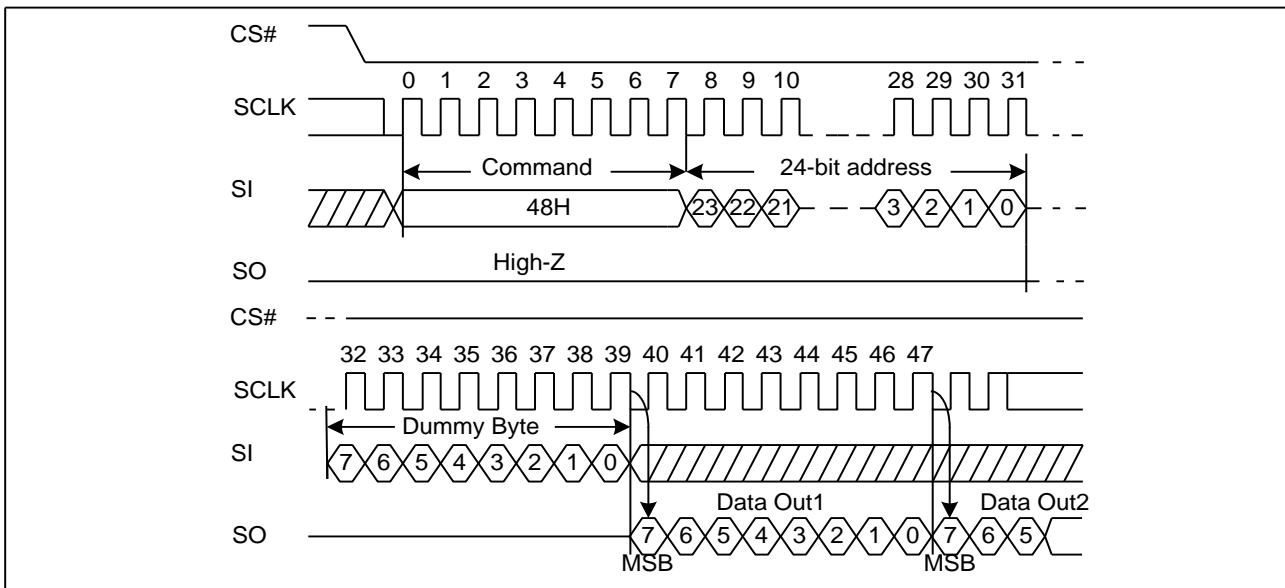 CS#
0 1 2 3 4 5 6 7 8 9 10 28 29 30 31
SCLK
Command 24-bit address
SI
48H 23 22 21 3 2 1 0
High-Z
SO
CS#
32 33 34 35 36 37 38 39 40 41 42 43 44 45 46 47
SCLK
Dummy Byte
SI
7 6 5 4 3 2 1 0
Data Out1 Data Out2
SO
7 6 5 4 3 2 1 0 7 6 5
MSB MSB